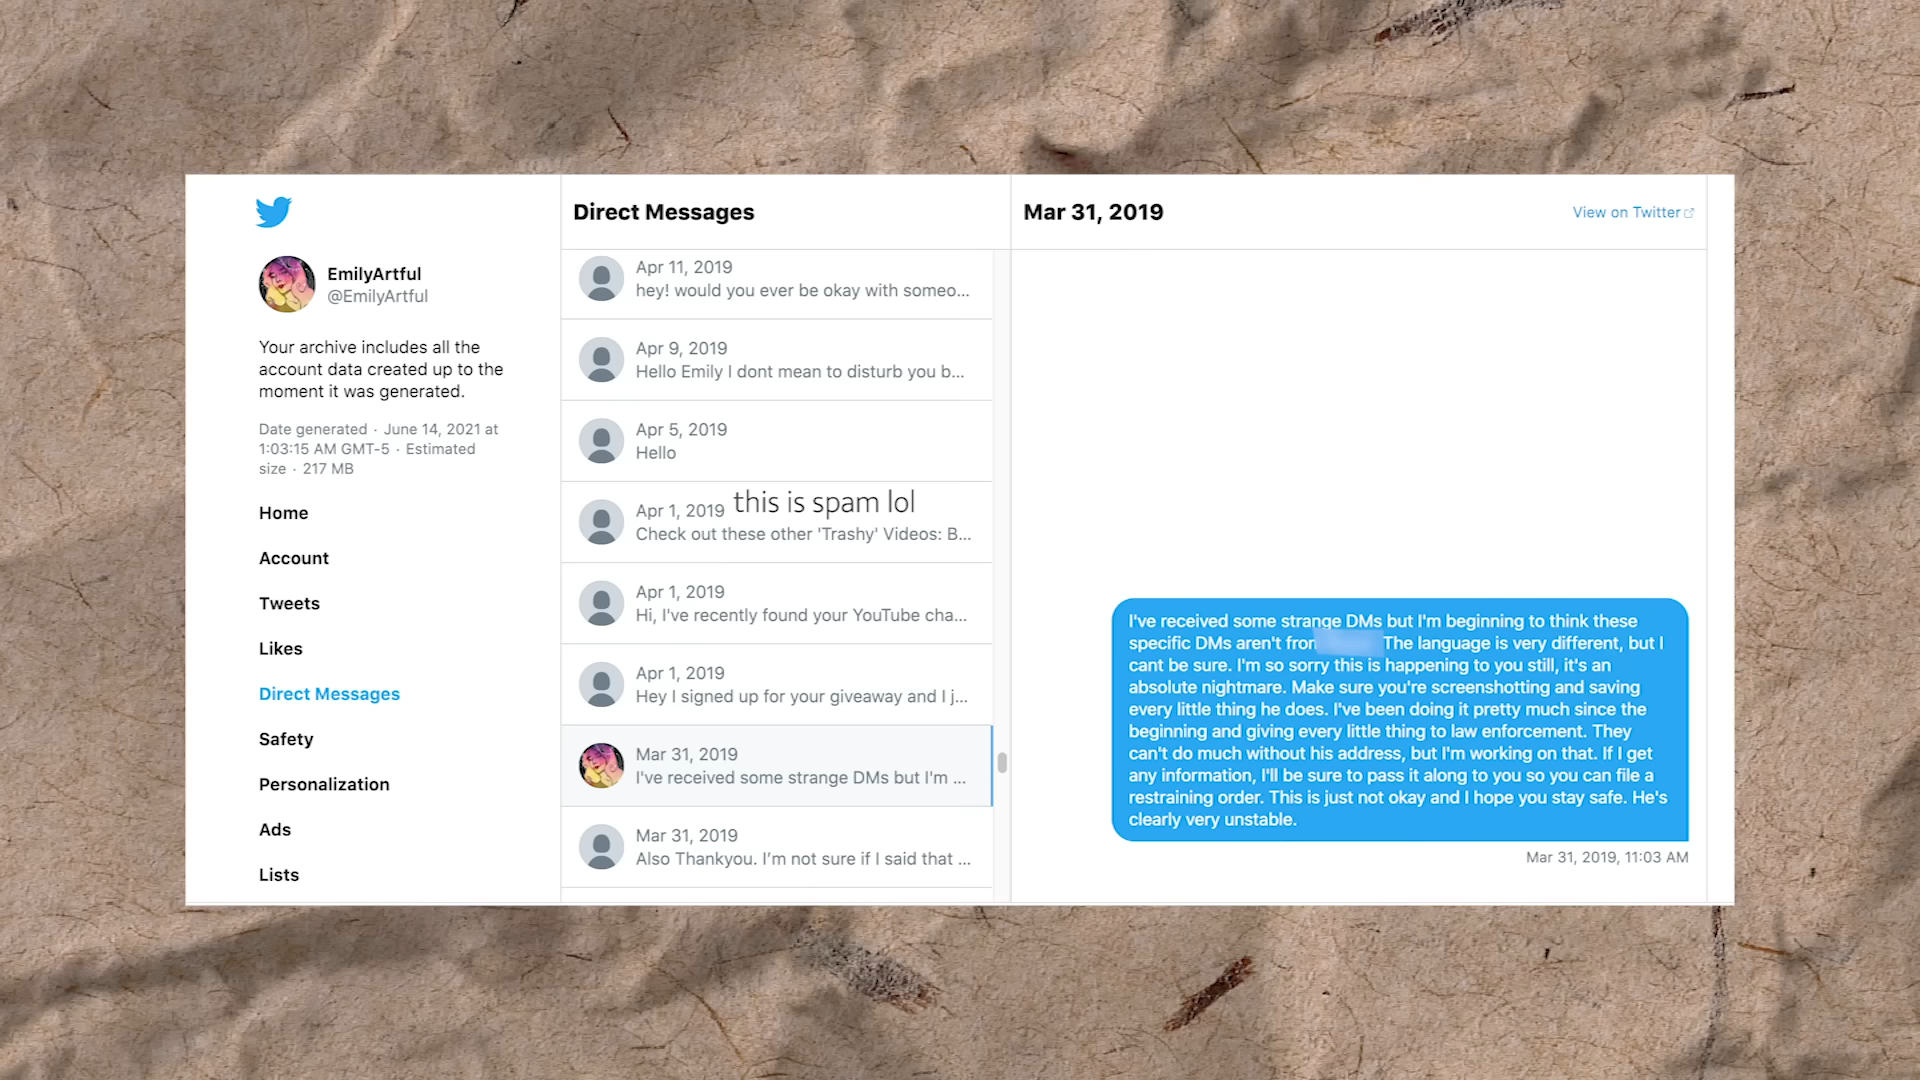 EmilyArtful
@EmilyArtful
Your archive includes all the
account data created up to the
moment it was generated.
Date generated · June 14, 2021 at
1:03:15 AM GMT-5 · Estimated
size · 217 MB
Home
Account
Tweets
Likes
Direct Messages
Safety
Personalization
Ads
Lists
Direct Messages
Apr 11, 2019
hey! would you ever be okay with someo...
Apr 9, 2019
Hello Emily I dont mean to disturb you b...
Apr 5, 2019
Hello
Apr 1, 2019 this is spam lol
Check out these other 'Trashy' Videos: B...
Apr 1, 2019
Hi, I've recently found your YouTube cha...
Apr 1, 2019
Hey I signed up for your giveaway and I j...
Mar 31, 2019
I've received some strange DMs but I'm ...
Mar 31, 2019
Also Thankyou. I'm not sure if I said that ...
Mar 31, 2019
View on Twitter
I've received some strange DMs but I'm beginning to think these
specific DMs aren't from The language is very different, but I
cant be sure. I'm so sorry this is happening to you still, it's an
absolute nightmare. Make sure you're screenshotting and saving
every little thing he does. I've been doing it pretty much since the
beginning and giving every little thing to law enforcement. They
can't do much without his address, but I'm working on that. If I get
any information, I'll be sure to pass it along to you so you can file a
restraining order. This is just not okay and I hope you stay safe. He's
clearly very unstable.
Mar 31, 2019, 11:03 AM